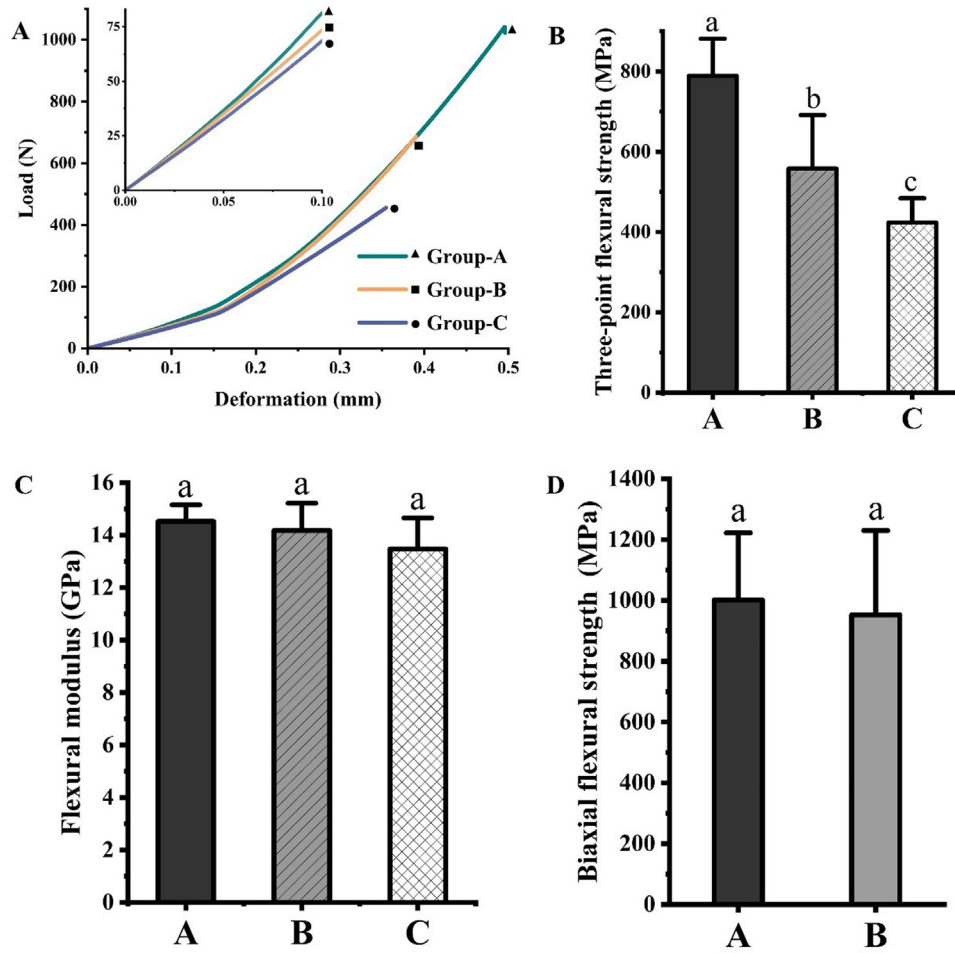 A
Load (N)
1000
800
600
400
200
0
0.0
0.1
0.2
0.3
0.4
0.5
Deformation (mm)
75
50
25
25
0
0.00
0.05
0.10
Group-A
Group-B
Group-C
B
Three-point flexural strength (MPa)
800
600
400
200
0
a
b
c
A
B
C
C
Flexural modulus (GPa)
16
14
12
10
8
6
4
2
0
a
a
a
A
B
C
D
Biaxial flexural strength (MPa)
1400
1200
1000
800
600
400
200
0
a
a
A
B